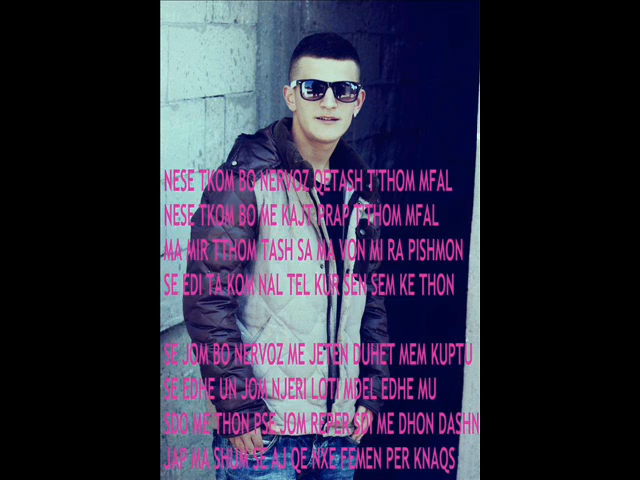 NESE TKOM BO NERVOZ QETASH T'THOM MFAL
NESE TKOM BO ME KAJT PRAP T'THOM MFAL
MA MIR TTHOM TASH SA MA VON MI RA PISHMON
SE EDI TA KOM NAL TEL KUR SEN SEM KE THON
SE JOM BO NERVOZ ME JETEN DUHET MEM KUPTU
SE EDHE UN JOM NJERI LOTI MDEL EDHE MU
SDO ME THON PSE JOM REPER SDI ME DHON DASHN
JAP MA SHUM SE AJ QE NXE FEMEN PER KNAQS